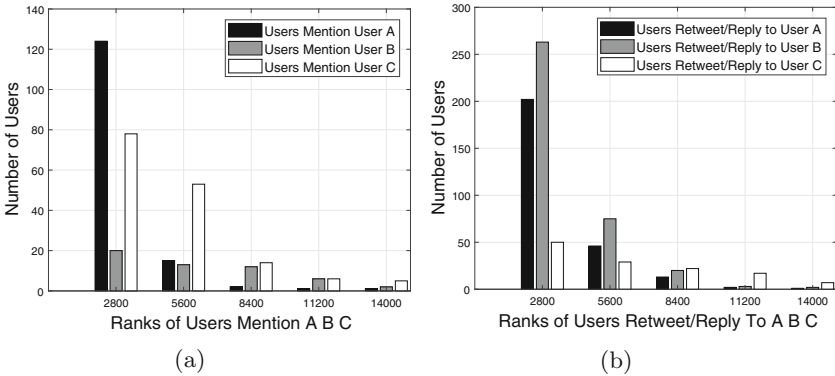 140
120
100
80
60
40
20
0
Number of Users
Users Mention User A
Users Mention User B
Users Mention User C
2800 5600 8400 11200 14000
Ranks of Users Mention A B C
(a)
300
250
200
150
100
50
0
Number of Users
Users Retweet/Reply to User A
Users Retweet/Reply to User B
Users Retweet/Reply to User C
2800 5600 8400 11200 14000
Ranks of Users Retweet/Reply To A B C
(b)